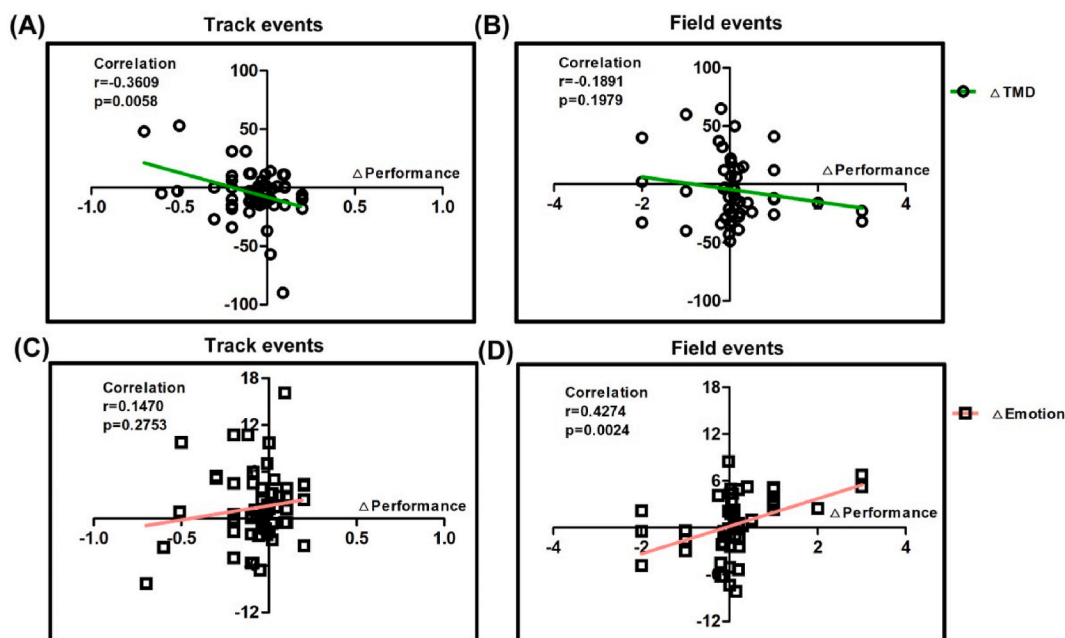 (A)
Track events
Correlation
r=-0.3609
p=0.0058
100
50
△Performance
-1.0
-0.5
0.5
1.0
-50
-100
(B)
Field events
Correlation
r=-0.1891
p=0.1979
100
50
△Performance
-4
-2
2
4
-50
-100
△TMD
(C)
Track events
Correlation
r=0.1470
p=0.2753
18
12
△Performance
-1.0
-0.5
0.5
1.0
-12
(D)
Field events
Correlation
r=0.4274
p=0.0024
18
12
6
△Performance
-4
-2
2
4
-12
△Emotion